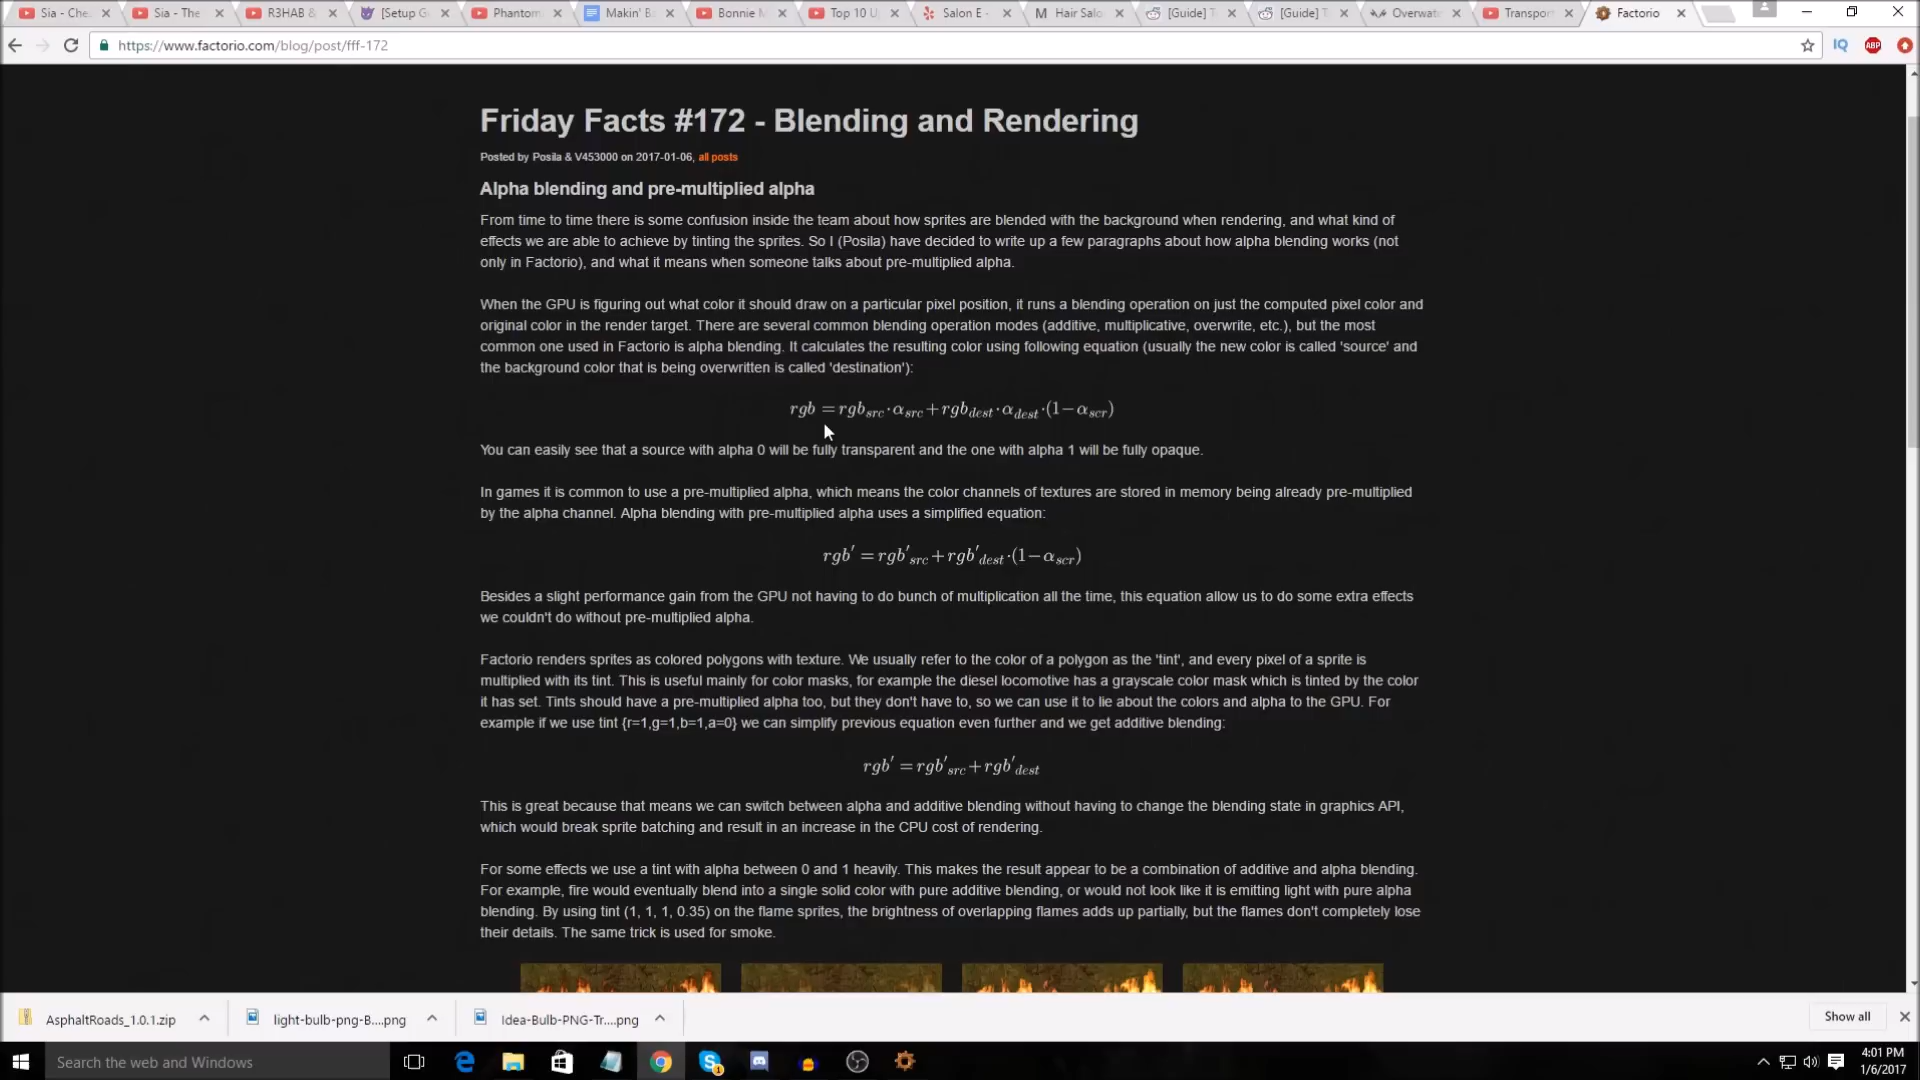 Sia - Che
Sia - The
R3HAB &
[Setup G
Phantom
Makin' B
Bonnie M
Top 10 U
Salon E -
Hair Salo
[Guide] T
[Guide] T
Overwat
Transpor
Factorio
https://www.factorio.com/blog/post/fff-172
IQ
ABP
Friday Facts #172 - Blending and Rendering
Posted by Posila & V453000 on 2017-01-06, all posts
Alpha blending and pre-multiplied alpha
From time to time there is some confusion inside the team about how sprites are blended with the background when rendering, and what kind of
effects we are able to achieve by tinting the sprites. So I (Posila) have decided to write up a few paragraphs about how alpha blending works (not
only in Factorio), and what it means when someone talks about pre-multiplied alpha.
When the GPU is figuring out what color it should draw on a particular pixel position, it runs a blending operation on just the computed pixel color and
original color in the render target. There are several common blending operation modes (additive, multiplicative, overwrite, etc.), but the most
common one used in Factorio is alpha blending. It calculates the resulting color using following equation (usually the new color is called 'source' and
the background color that is being overwritten is called 'destination'):
rgb = rgb_src · α_src + rgb_dest · α_dest · (1 − α_scr)
You can easily see that a source with alpha 0 will be fully transparent and the one with alpha 1 will be fully opaque.
In games it is common to use a pre-multiplied alpha, which means the color channels of textures are stored in memory being already pre-multiplied
by the alpha channel. Alpha blending with pre-multiplied alpha uses a simplified equation:
rgb′ = rgb′_src + rgb′_dest · (1 − α_scr)
Besides a slight performance gain from the GPU not having to do bunch of multiplication all the time, this equation allow us to do some extra effects
we couldn't do without pre-multiplied alpha.
Factorio renders sprites as colored polygons with texture. We usually refer to the color of a polygon as the 'tint', and every pixel of a sprite is
multiplied with its tint. This is useful mainly for color masks, for example the diesel locomotive has a grayscale color mask which is tinted by the color
it has set. Tints should have a pre-multiplied alpha too, but they don't have to, so we can use it to lie about the colors and alpha to the GPU. For
example if we use tint {r=1,g=1,b=1,a=0} we can simplify previous equation even further and we get additive blending:
rgb′ = rgb′_src + rgb′_dest
This is great because that means we can switch between alpha and additive blending without having to change the blending state in graphics API,
which would break sprite batching and result in an increase in the CPU cost of rendering.
For some effects we use a tint with alpha between 0 and 1 heavily. This makes the result appear to be a combination of additive and alpha blending.
For example, fire would eventually blend into a single solid color with pure additive blending, or would not look like it is emitting light with pure alpha
blending. By using tint (1, 1, 1, 0.35) on the flame sprites, the brightness of overlapping flames adds up partially, but the flames don't completely lose
their details. The same trick is used for smoke.
AsphaltRoads_1.0.1.zip
light-bulb-png-B....png
Idea-Bulb-PNG-Tr....png
Show all
Search the web and Windows
4:01 PM
1/6/2017